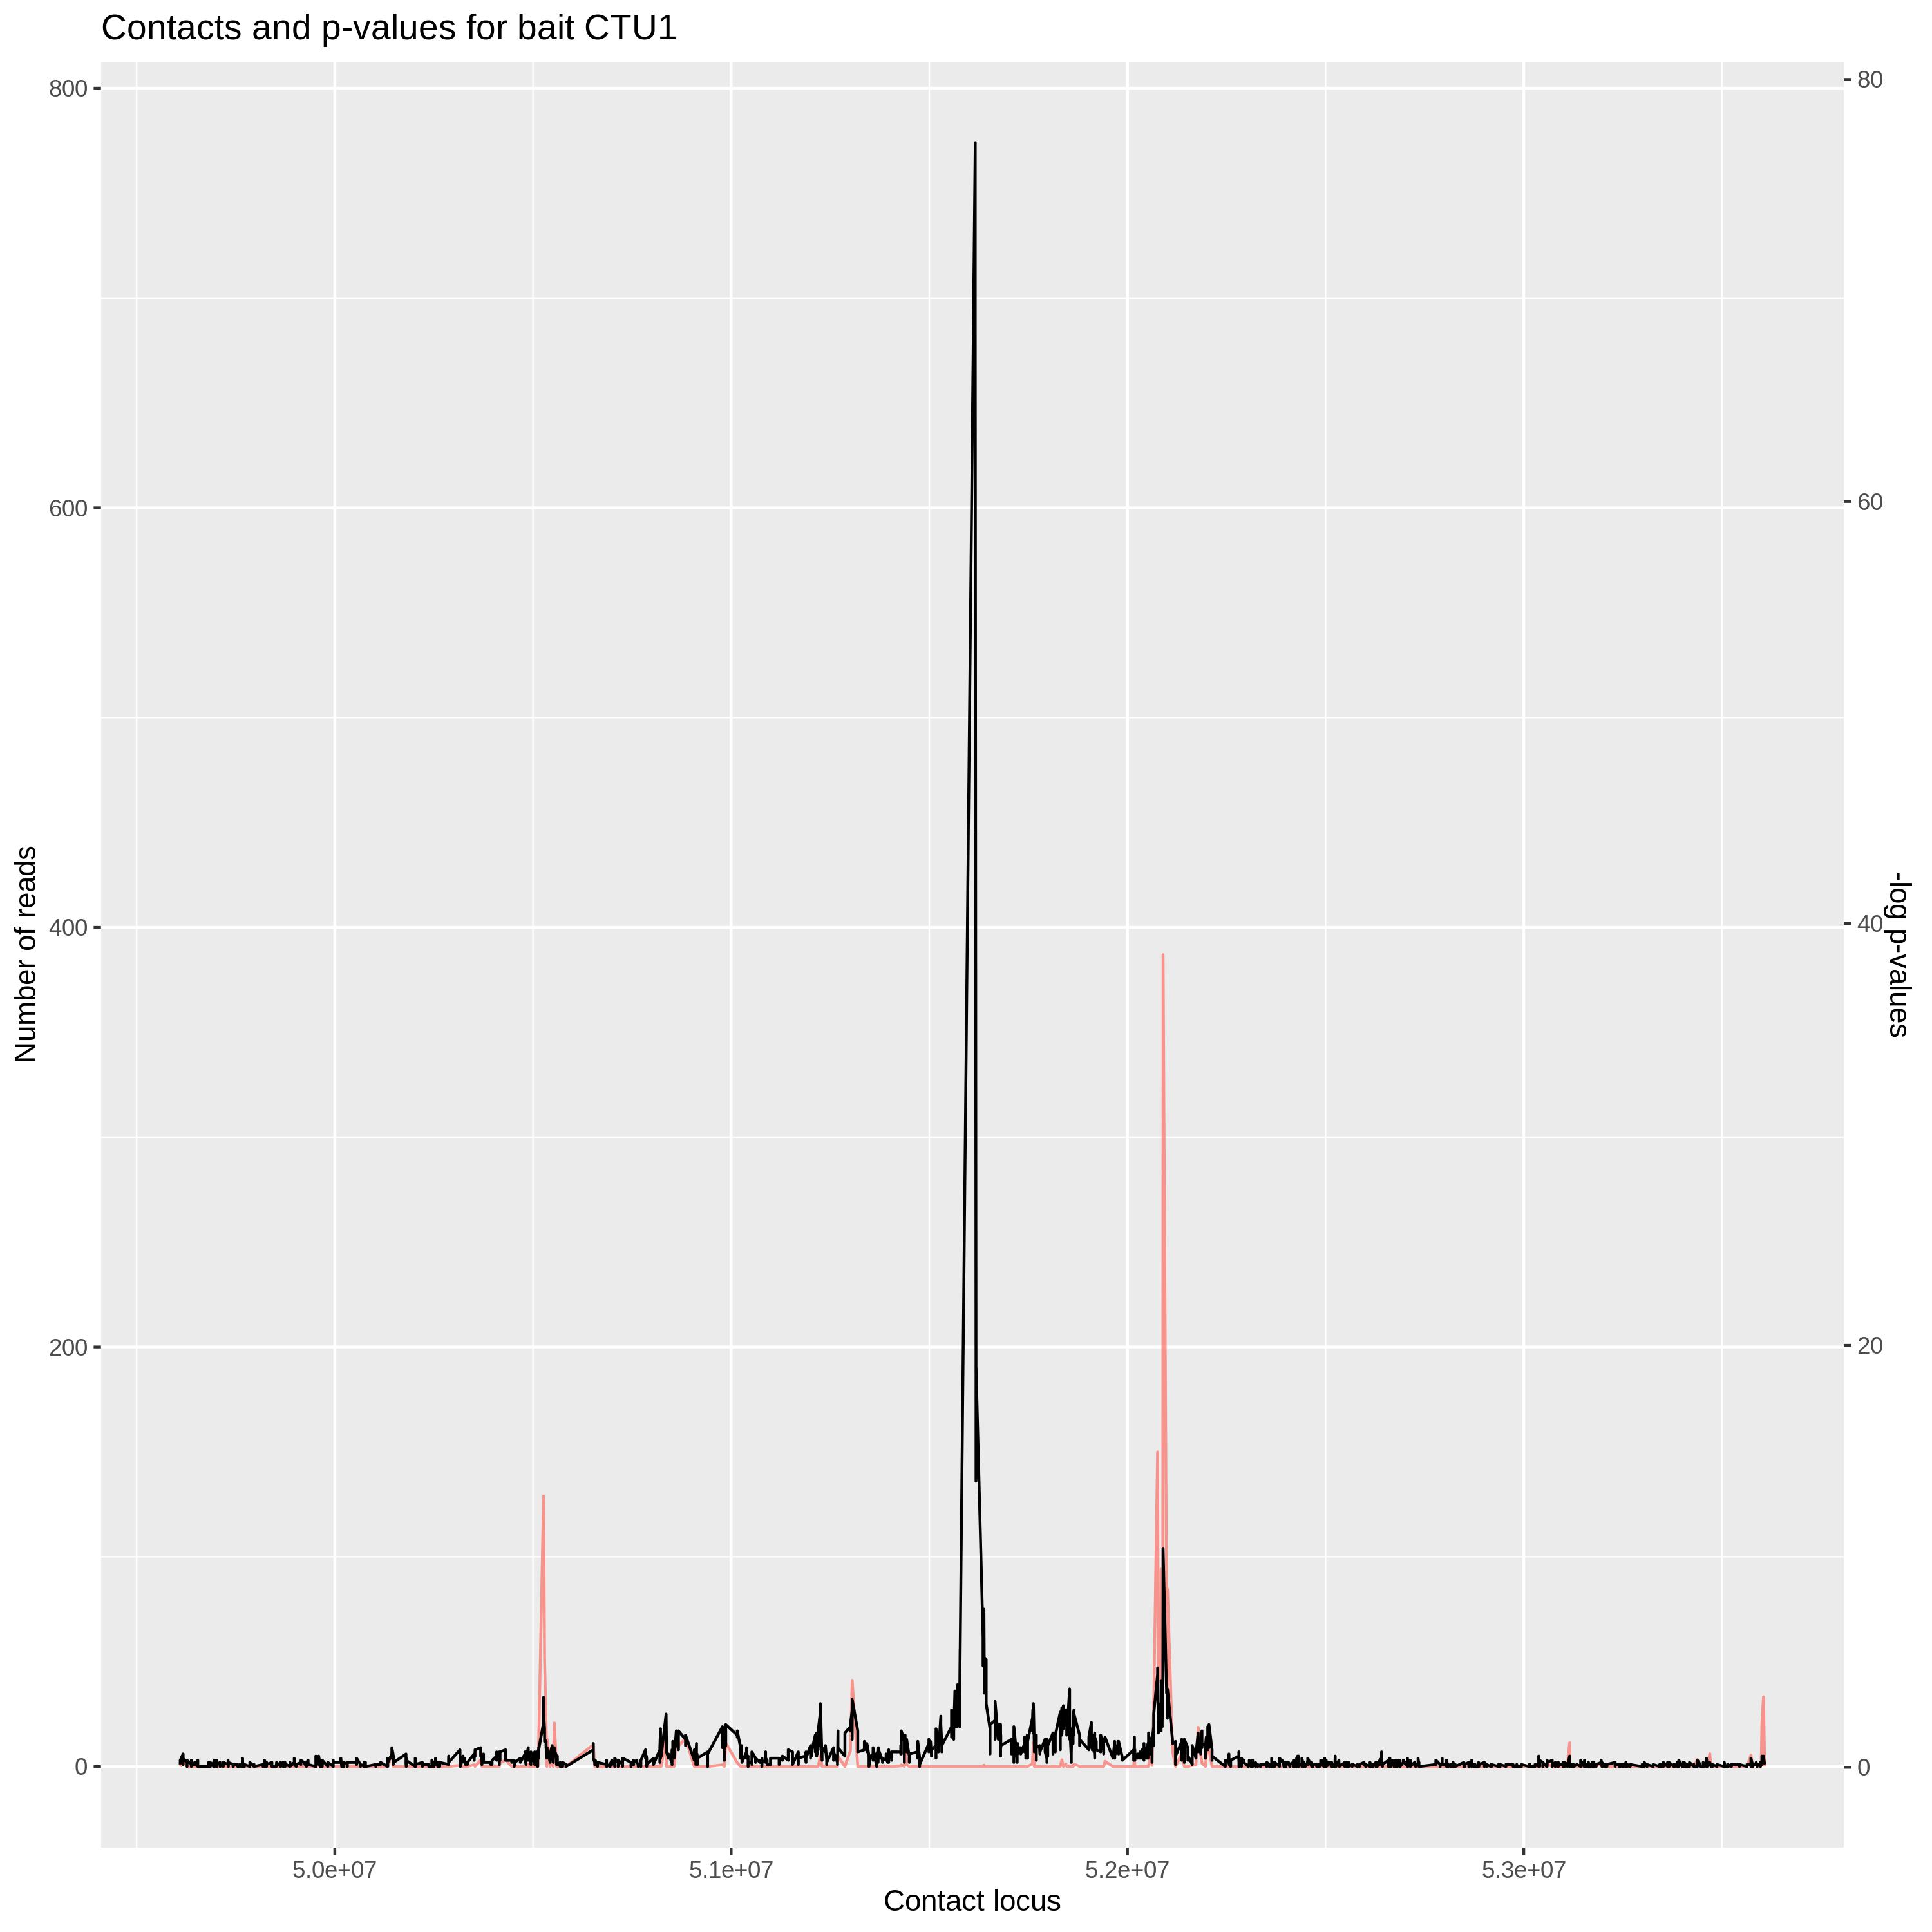 Contacts and p-values for bait CTU1
800
600
400
200
0
Number of reads
80
60
40
20
0
-log p-values
5.0e+07
5.1e+07
5.2e+07
5.3e+07
Contact locus